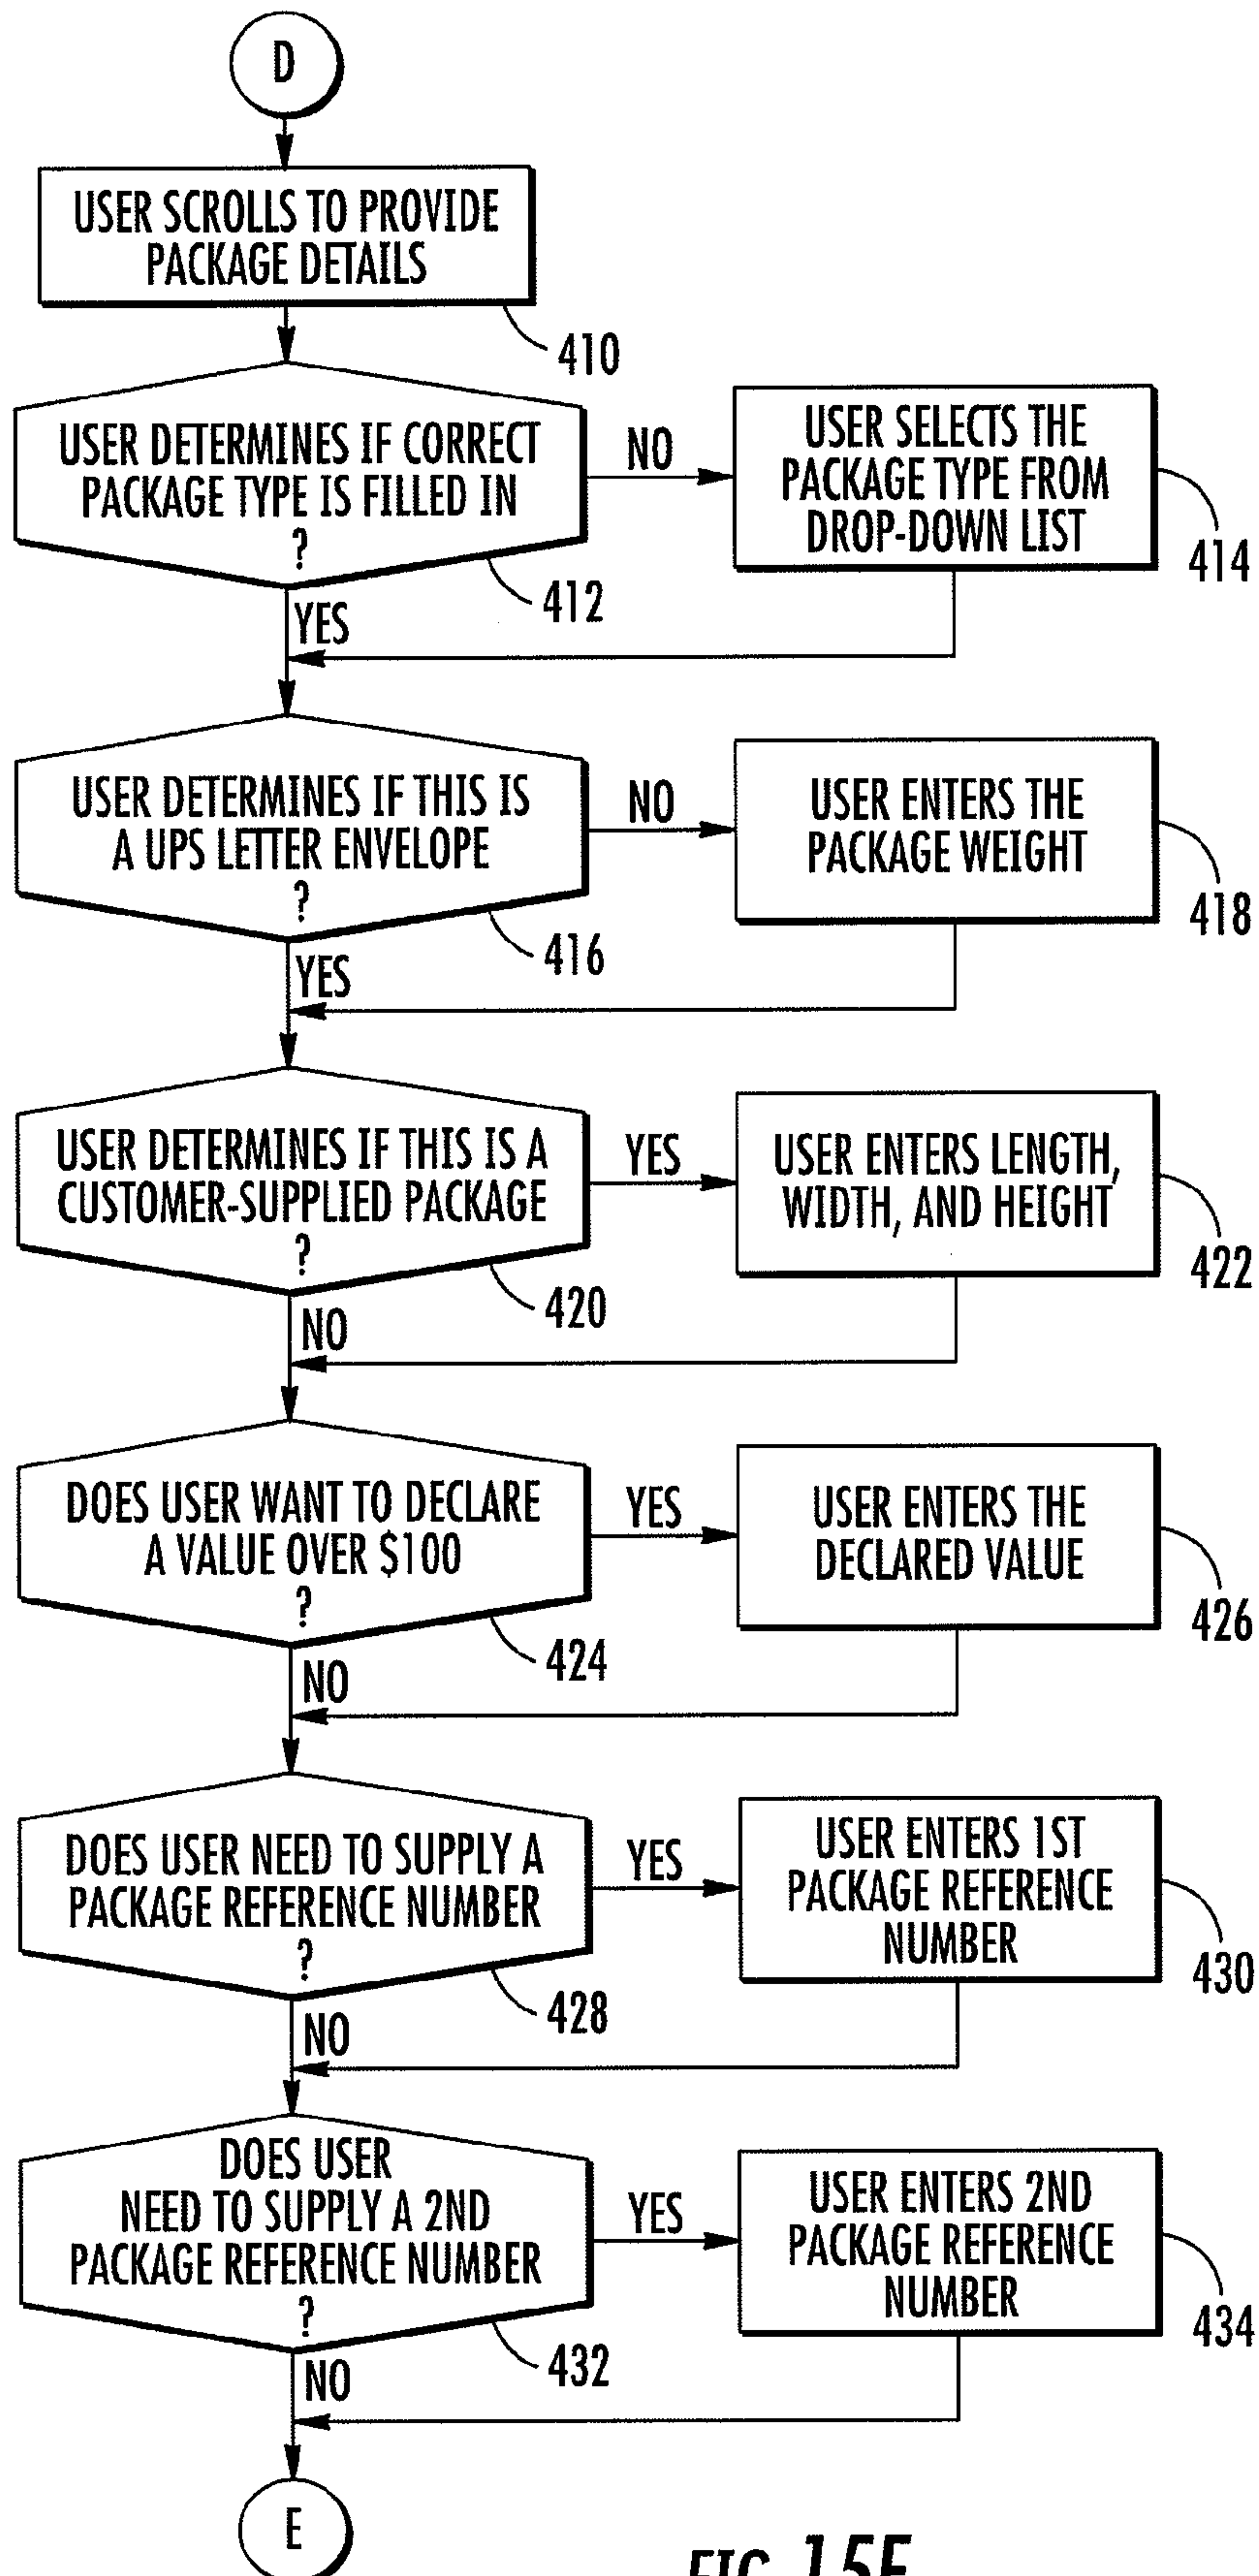 D
USER SCROLLS TO PROVIDE
PACKAGE DETAILS
410
USER DETERMINES IF CORRECT
PACKAGE TYPE IS FILLED IN
?
412
NO
USER SELECTS THE
PACKAGE TYPE FROM
DROP-DOWN LIST
414
YES
USER DETERMINES IF THIS IS
A UPS LETTER ENVELOPE
?
416
NO
USER ENTERS THE
PACKAGE WEIGHT
418
YES
USER DETERMINES IF THIS IS A
CUSTOMER-SUPPLIED PACKAGE
?
420
YES
USER ENTERS LENGTH,
WIDTH, AND HEIGHT
422
NO
DOES USER WANT TO DECLARE
A VALUE OVER $100
?
424
YES
USER ENTERS THE
DECLARED VALUE
426
NO
DOES USER NEED TO SUPPLY A
PACKAGE REFERENCE NUMBER
?
428
YES
USER ENTERS 1ST
PACKAGE REFERENCE
NUMBER
430
NO
DOES USER
NEED TO SUPPLY A 2ND
PACKAGE REFERENCE NUMBER
?
432
YES
USER ENTERS 2ND
PACKAGE REFERENCE
NUMBER
434
NO
E